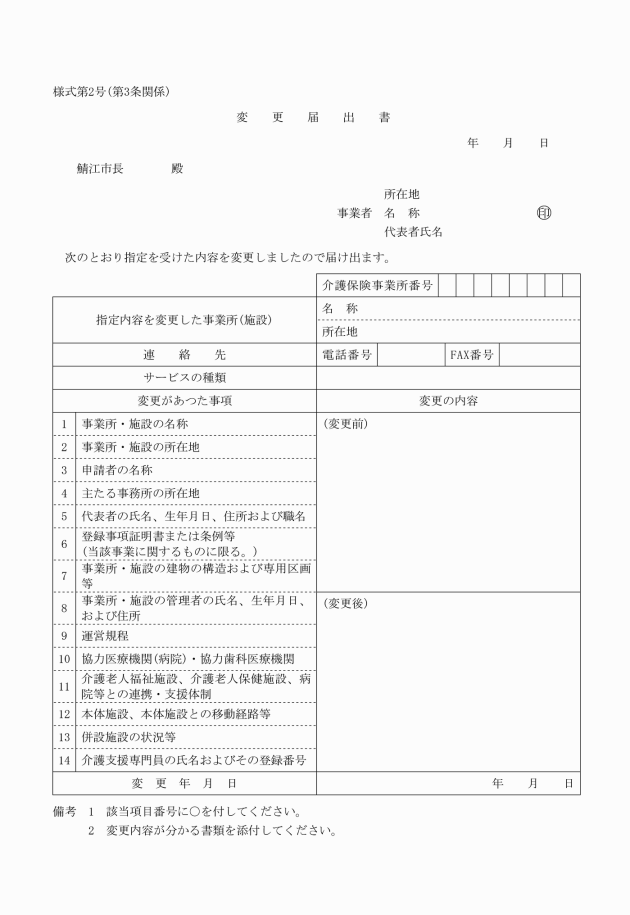 様式第2号(第3条関係)
変　更　届　出　書
年　月　日
鯖江市長　　　殿
所在地
事業者　名　称　　　　　　㊞
代表者氏名
次のとおり指定を受けた内容を変更しましたので届け出ます。
介護保険事業所番号
指定内容を変更した事業所(施設)
名　称
所在地
連　絡　先　電話番号　FAX番号
サービスの種類
変更があつた事項　変更の内容
1　事業所・施設の名称　(変更前)
2　事業所・施設の所在地
3　申請者の名称
4　主たる事務所の所在地
5　代表者の氏名、生年月日、住所および職名
6　登録事項証明書または条例等
(当該事業に関するものに限る。)
7　事業所・施設の建物の構造および専用区画
等
8　事業所・施設の管理者の氏名、生年月日、　(変更後)
および住所
9　運営規程
10　協力医療機関(病院)・協力歯科医療機関
11　介護老人福祉施設、介護老人保健施設、病
院等との連携・支援体制
12　本体施設、本体施設との移動経路等
13　併設施設の状況等
14　介護支援専門員の氏名およびその登録番号
変　更　年　月　日　　年　月　日
備考　1　該当項目番号に○を付してください。
2　変更内容が分かる書類を添付してください。